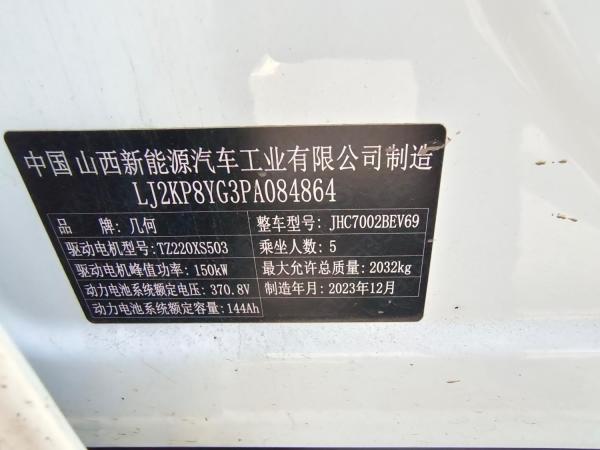 中国 山西新能源汽车工业有限公司制造
LJ2KP8YG3PA084864
品 牌: 几何 整车型号: JHC7002BEV69
驱动电机型号: TZ220XS503 乘坐人数: 5
驱动电机峰值功率: 150kW 最大允许总质量: 2032kg
动力电池系统额定电压: 370.8V 制造年月: 2023年12月
动力电池系统额定容量: 144Ah